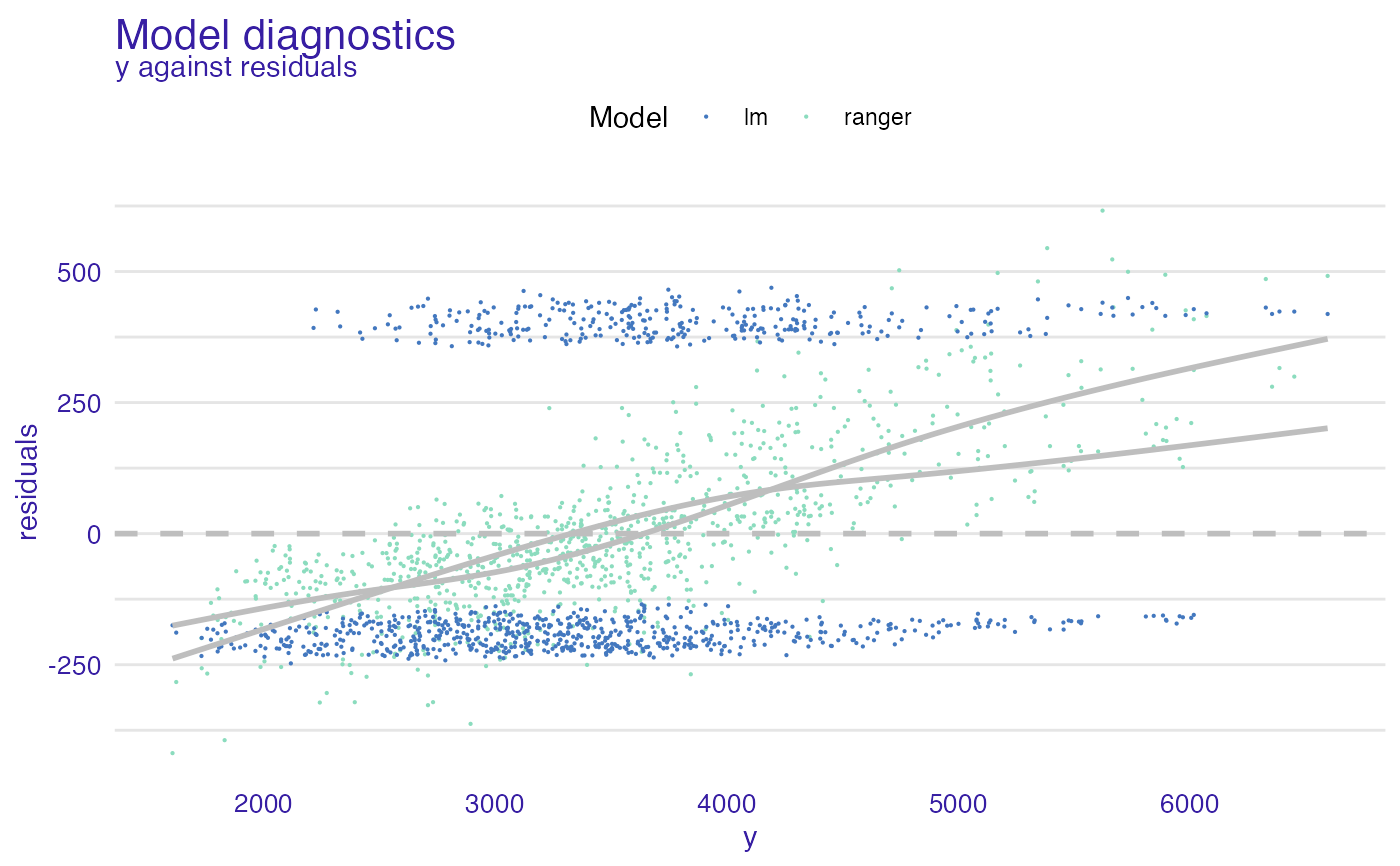 Model diagnostics
y against residuals
Model lm ranger
500
250
0
-250
residuals
2000 3000 4000 5000 6000
y